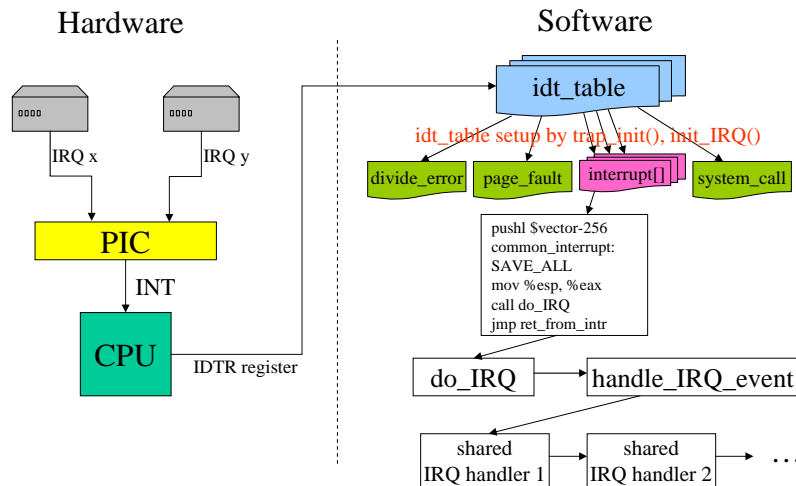 Hardware
Software
idt_table
IRQ x
IRQ y
idt_table setup by trap_init(), init_IRQ()
divide_error
page_fault
interrupt[]
system_call
PIC
INT
CPU
IDTR register
pushl $vector-256
common_interrupt:
SAVE_ALL
mov %esp, %eax
call do_IRQ
jmp ret_from_intr
do_IRQ
handle_IRQ_event
shared
IRQ handler 1
shared
IRQ handler 2
…